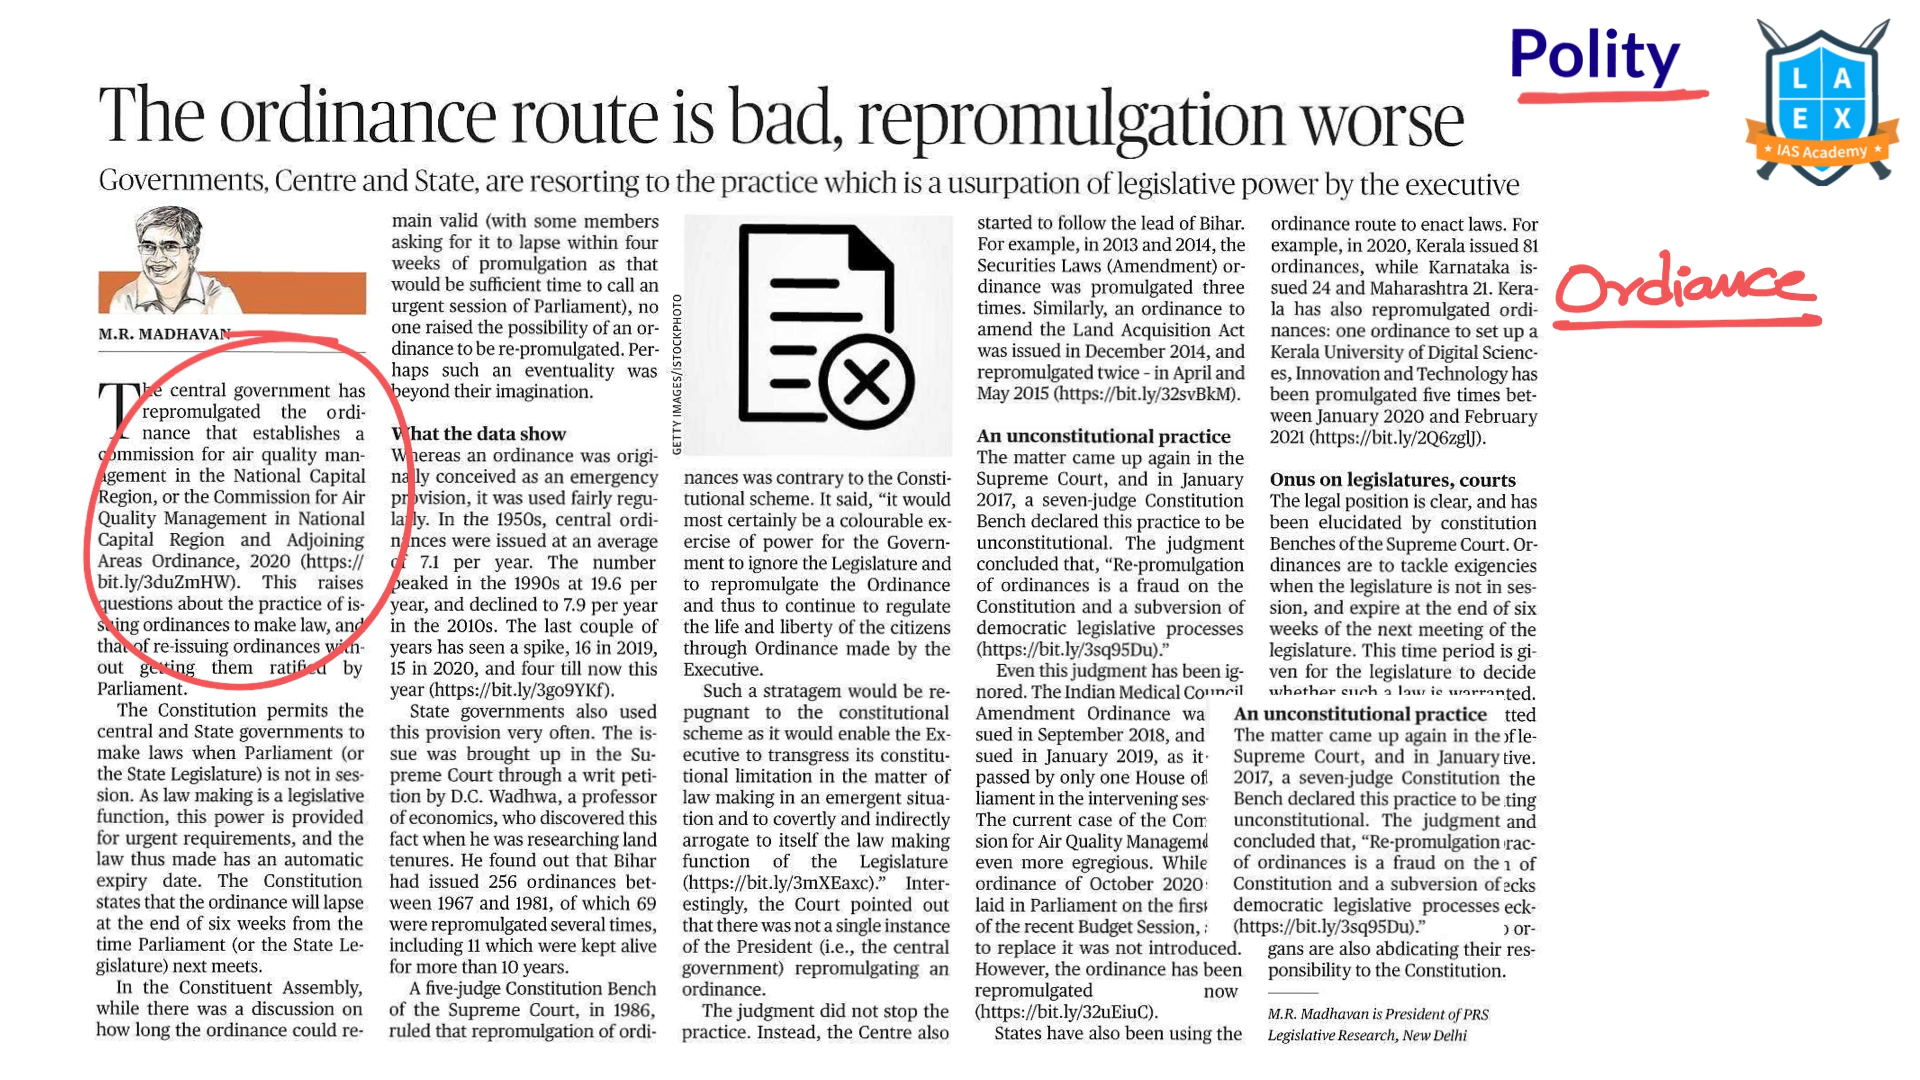 Polity
L A
E X
IAS Academy
The ordinance route is bad, repromulgation worse
Governments, Centre and State, are resorting to the practice which is a usurpation of legislative power by the executive
Ordiance
M.R. MADHAVAN
The central government has
repromulgated the ordi-
nance that establishes a
commission for air quality man-
agement in the National Capital
Region, or the Commission for Air
Quality Management in National
Capital Region and Adjoining
Areas Ordinance, 2020 (https://
bit.ly/3duZmHW). This raises
questions about the practice of is-
suing ordinances to make law, and
that of re-issuing ordinances with-
out getting them ratified by
Parliament.
The Constitution permits the
central and State governments to
make laws when Parliament (or
the State Legislature) is not in ses-
sion. As law making is a legislative
function, this power is provided
for urgent requirements, and the
law thus made has an automatic
expiry date. The Constitution
states that the ordinance will lapse
at the end of six weeks from the
time Parliament (or the State Le-
gislature) next meets.
In the Constituent Assembly,
while there was a discussion on
how long the ordinance could re-
main valid (with some members
asking for it to lapse within four
weeks of promulgation as that
would be sufficient time to call an
urgent session of Parliament), no
one raised the possibility of an or-
dinance to be re-promulgated. Per-
haps such an eventuality was
beyond their imagination.
What the data show
Whereas an ordinance was origi-
nally conceived as an emergency
provision, it was used fairly regu-
larly. In the 1950s, central ordi-
nances were issued at an average
of 7.1 per year. The number
peaked in the 1990s at 19.6 per
year, and declined to 7.9 per year
in the 2010s. The last couple of
years has seen a spike, 16 in 2019,
15 in 2020, and four till now this
year (https://bit.ly/3go9YKf).
State governments also used
this provision very often. The is-
sue was brought up in the Su-
preme Court through a writ peti-
tion by D.C. Wadhwa, a professor
of economics, who discovered this
fact when he was researching land
tenures. He found out that Bihar
had issued 256 ordinances bet-
ween 1967 and 1981, of which 69
were repromulgated several times,
including 11 which were kept alive
for more than 10 years.
A five-judge Constitution Bench
of the Supreme Court, in 1986,
ruled that repromulgation of ordi-
GETTY IMAGES/ISTOCKPHOTO
nances was contrary to the Consti-
tutional scheme. It said, “it would
most certainly be a colourable ex-
ercise of power for the Govern-
ment to ignore the Legislature and
to repromulgate the Ordinance
and thus to continue to regulate
the life and liberty of the citizens
through Ordinance made by the
Executive.
Such a stratagem would be re-
pugnant to the constitutional
scheme as it would enable the Ex-
ecutive to transgress its constitu-
tional limitation in the matter of
law making in an emergent situa-
tion and to covertly and indirectly
arrogate to itself the law making
function of the Legislature
(https://bit.ly/3mXEaxc).” Inter-
estingly, the Court pointed out
that there was not a single instance
of the President (i.e., the central
government) repromulgating an
ordinance.
The judgment did not stop the
practice. Instead, the Centre also
started to follow the lead of Bihar.
For example, in 2013 and 2014, the
Securities Laws (Amendment) or-
dinance was promulgated three
times. Similarly, an ordinance to
amend the Land Acquisition Act
was issued in December 2014, and
repromulgated twice - in April and
May 2015 (https://bit.ly/32svBkM).
An unconstitutional practice
The matter came up again in the
Supreme Court, and in January
2017, a seven-judge Constitution
Bench declared this practice to be
unconstitutional. The judgment
concluded that, “Re-promulgation
of ordinances is a fraud on the
Constitution and a subversion of
democratic legislative processes
(https://bit.ly/3sq95Du).”
Even this judgment has been ig-
nored. The Indian Medical Council
Amendment Ordinance wa
sued in September 2018, and
sued in January 2019, as it
passed by only one House of
liament in the intervening ses-
The current case of the Com
sion for Air Quality Managem
even more egregious. While
ordinance of October 2020
laid in Parliament on the first
of the recent Budget Session,
to replace it was not introduced.
However, the ordinance has been
repromulgated now
(https://bit.ly/32uEiuC).
States have also been using the
ordinance route to enact laws. For
example, in 2020, Kerala issued 81
ordinances, while Karnataka is-
sued 24 and Maharashtra 21. Kera-
la has also repromulgated ordi-
nances: one ordinance to set up a
Kerala University of Digital Scienc-
es, Innovation and Technology has
been promulgated five times bet-
ween January 2020 and February
2021 (https://bit.ly/2Q6zglJ).
Onus on legislatures, courts
The legal position is clear, and has
been elucidated by constitution
Benches of the Supreme Court. Or-
dinances are to tackle exigencies
when the legislature is not in ses-
sion, and expire at the end of six
weeks of the next meeting of the
legislature. This time period is gi-
ven for the legislature to decide
whether such a law is warranted.
An unconstitutional practice
The matter came up again in the
Supreme Court, and in January
2017, a seven-judge Constitution
Bench declared this practice to be
unconstitutional. The judgment
concluded that, “Re-promulgation
of ordinances is a fraud on the
Constitution and a subversion of
democratic legislative processes
(https://bit.ly/3sq95Du).”
gans are also abdicating their res-
ponsibility to the Constitution.
M.R. Madhavan is President of PRS
Legislative Research, New Delhi